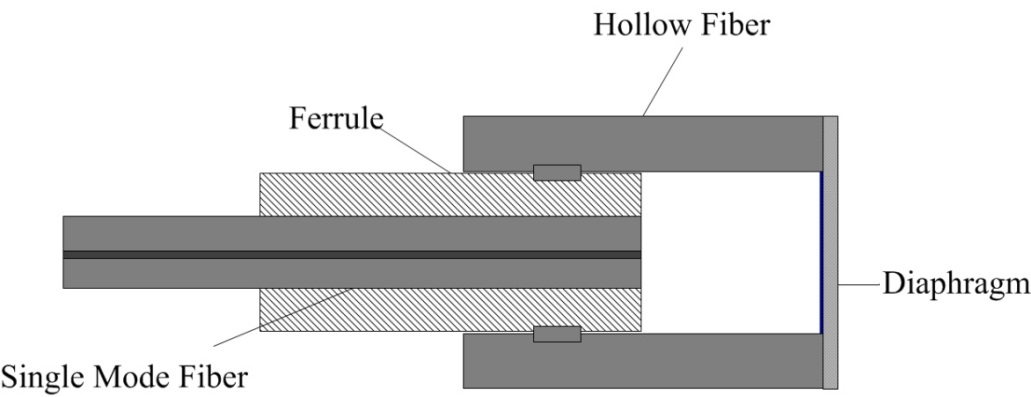 Hollow Fiber
Ferrule
Diaphragm
Single Mode Fiber